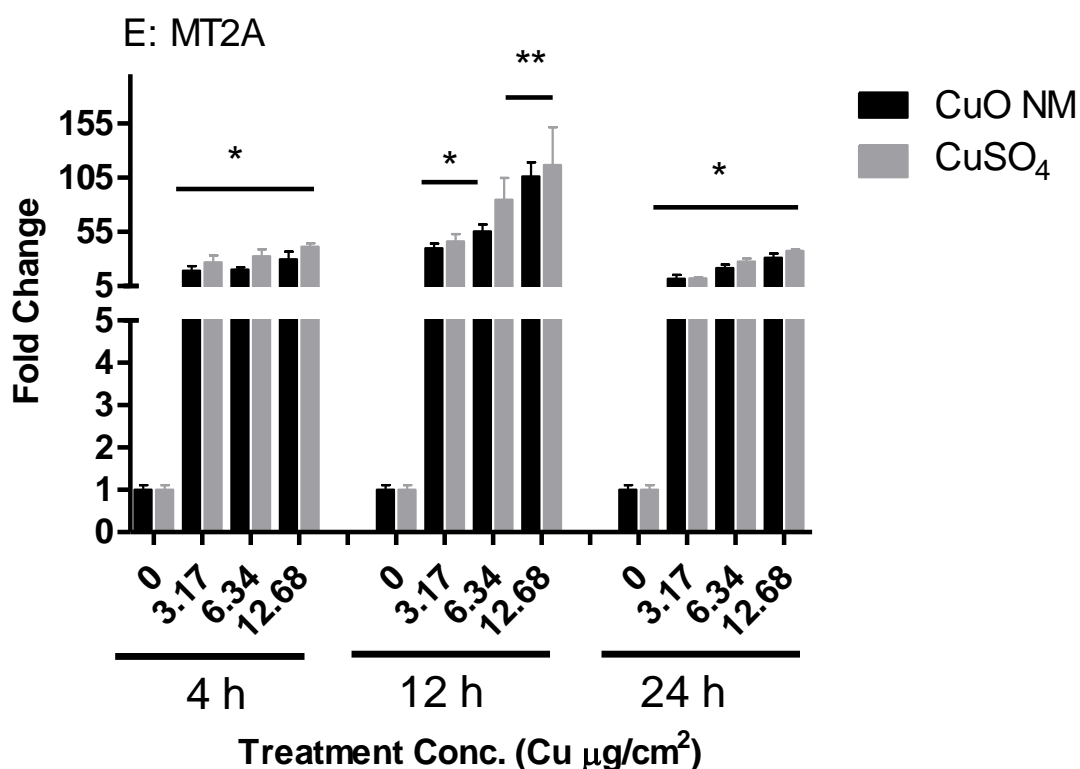 E: MT2A
CuO NM
CuSO₄
**
*
*
*
155
105
55
5
5
4
3
2
1
0
Fold Change
0 3.17 6.34 12.68 0 3.17 6.34 12.68 0 3.17 6.34 12.68
4 h 12 h 24 h
Treatment Conc. (Cu µg/cm²)